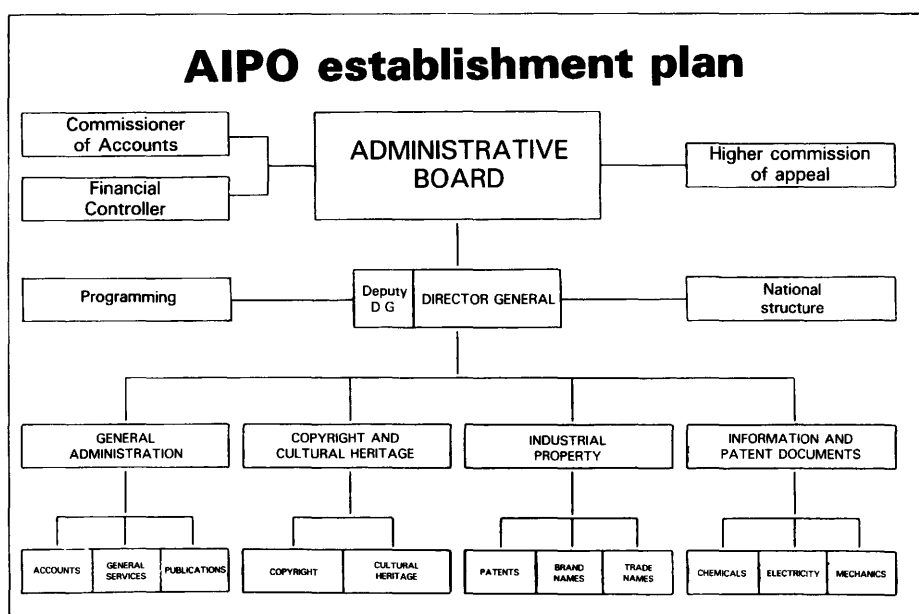 AIPO establishment plan
Commissioner
of Accounts
ADMINISTRATIVE
BOARD
Higher commission
of appeal
Financial
Controller
Programming
Deputy
D G
DIRECTOR GENERAL
National
structure
GENERAL
ADMINISTRATION
COPYRIGHT AND
CULTURAL HERITAGE
INDUSTRIAL
PROPERTY
INFORMATION AND
PATENT DOCUMENTS
ACCOUNTS
GENERAL
SERVICES
PUBLICATIONS
COPYRIGHT
CULTURAL
HERITAGE
PATENTS
BRAND
NAMES
TRADE
NAMES
CHEMICALS
ELECTRICITY
MECHANICS